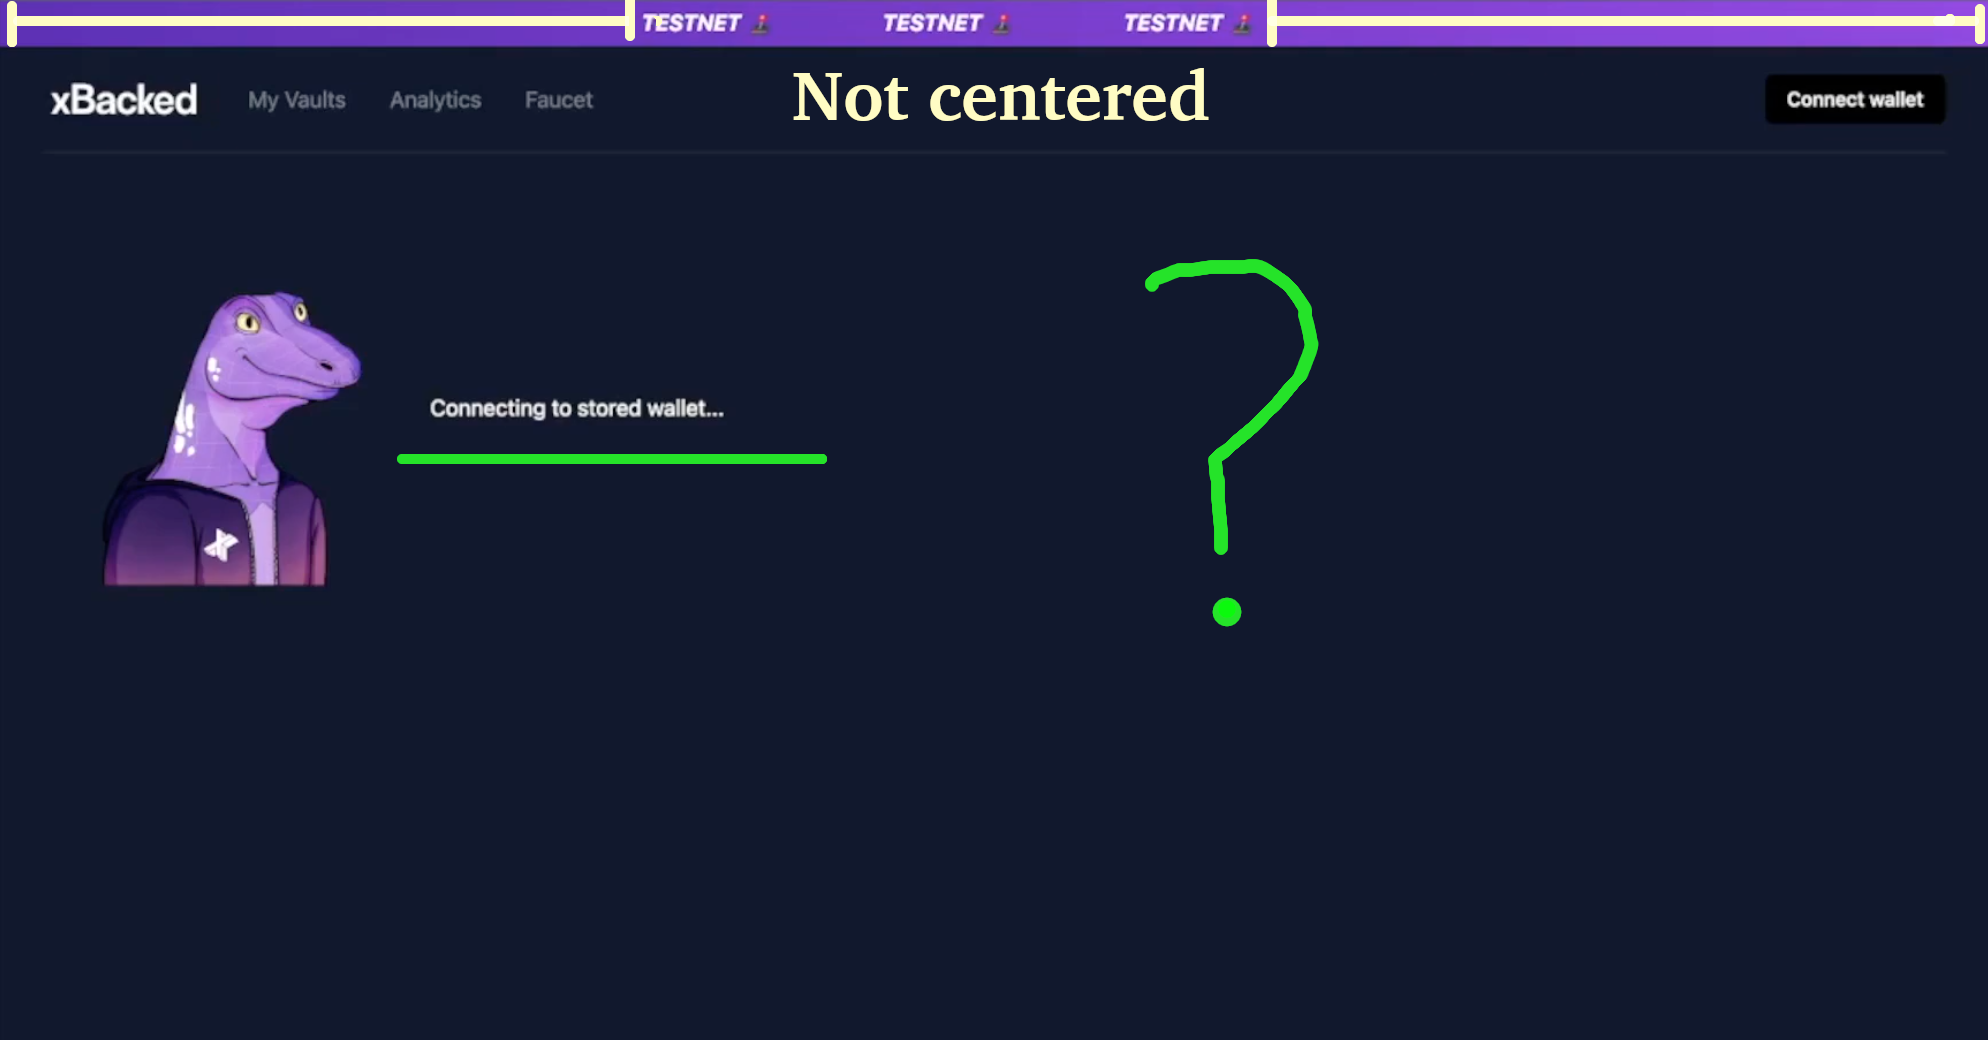 TESTNET TESTNET TESTNET
Not centered
xBacked My Vaults Analytics Faucet Connect wallet
Connecting to stored wallet...
?